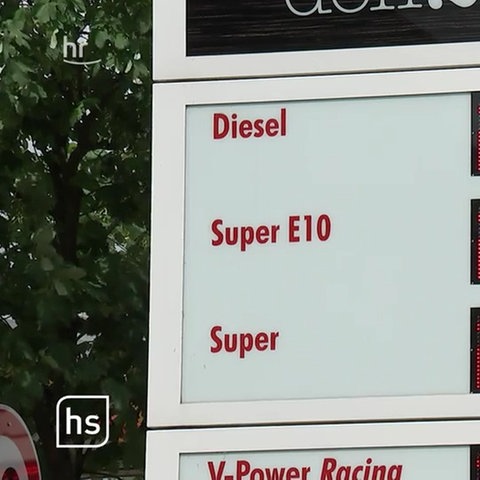 hr
Diesel
Super E10
Super
hs
V-Power Racing